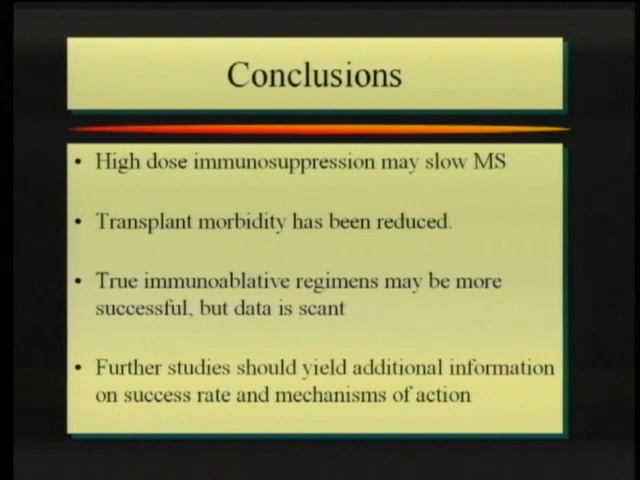 Conclusions
• High dose immunosuppression may slow MS
• Transplant morbidity has been reduced.
• True immunoablative regimens may be more
successful, but data is scant
• Further studies should yield additional information
on success rate and mechanisms of action